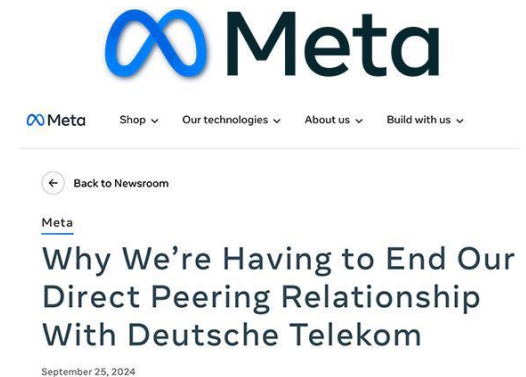 Meta
Meta Shop Our technologies About us Build with us
Back to Newsroom
Meta
Why We're Having to End Our
Direct Peering Relationship
With Deutsche Telekom
September 25, 2024